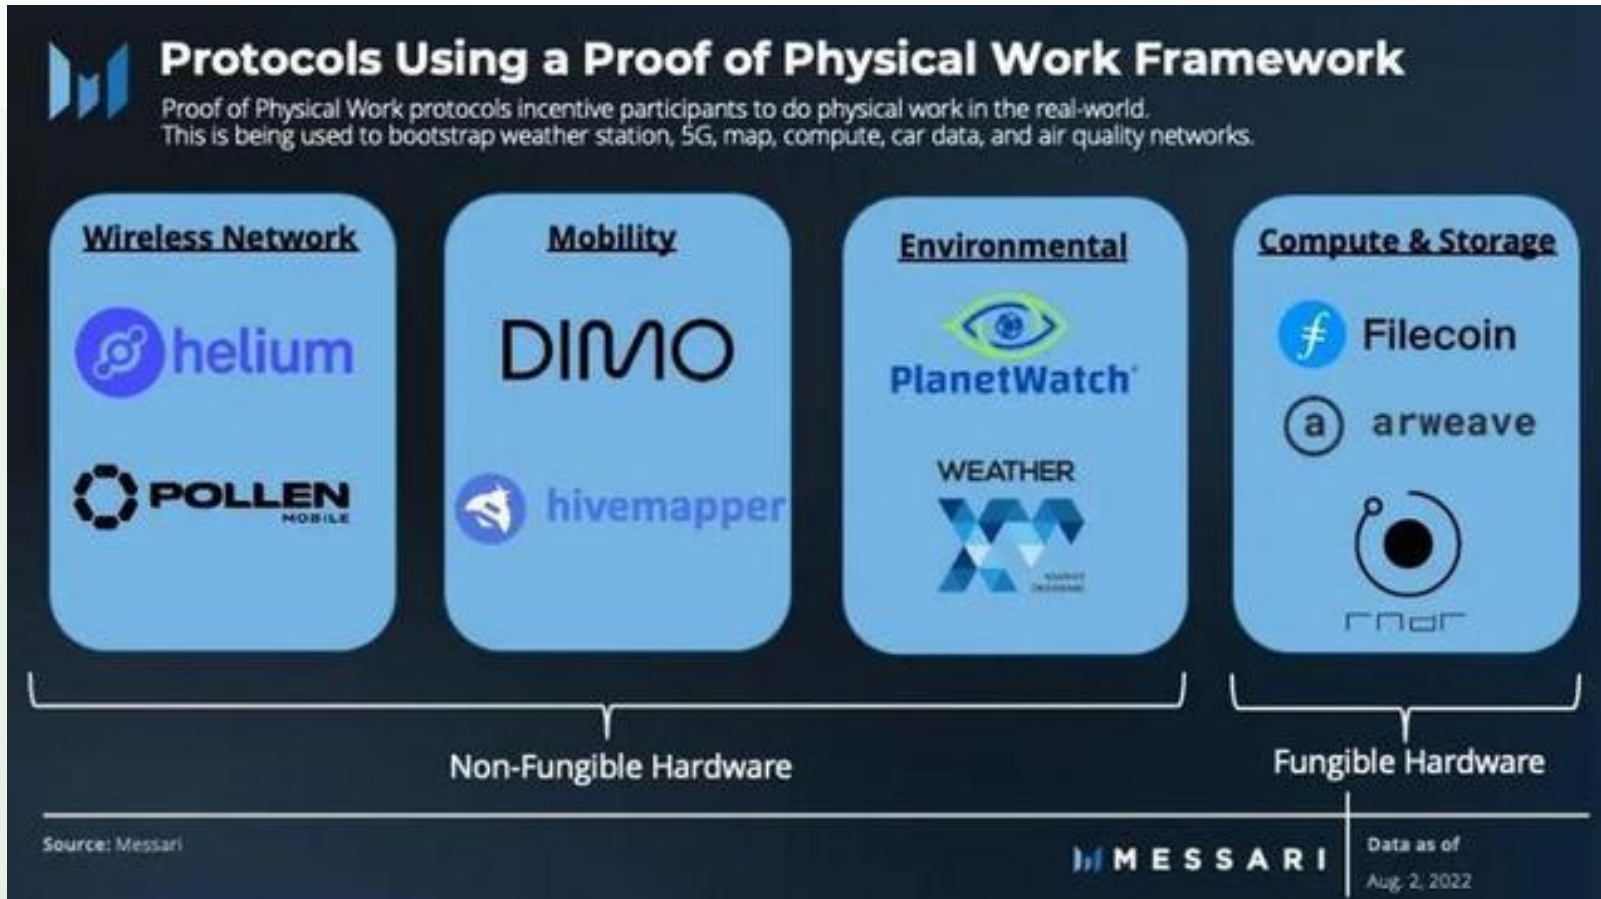 Protocols Using a Proof of Physical Work Framework
Proof of Physical Work protocols incentive participants to do physical work in the real-world.
This is being used to bootstrap weather station, 5G, map, compute, car data, and air quality networks.
Wireless Network
helium
POLLEN
MOBILE
Mobility
DIMO
hivemapper
Environmental
PlanetWatch
WEATHER
XM
Compute & Storage
Filecoin
a arweave
rndr
Non-Fungible Hardware
Fungible Hardware
Source: Messari
MESSARI
Data as of
Aug. 2, 2022